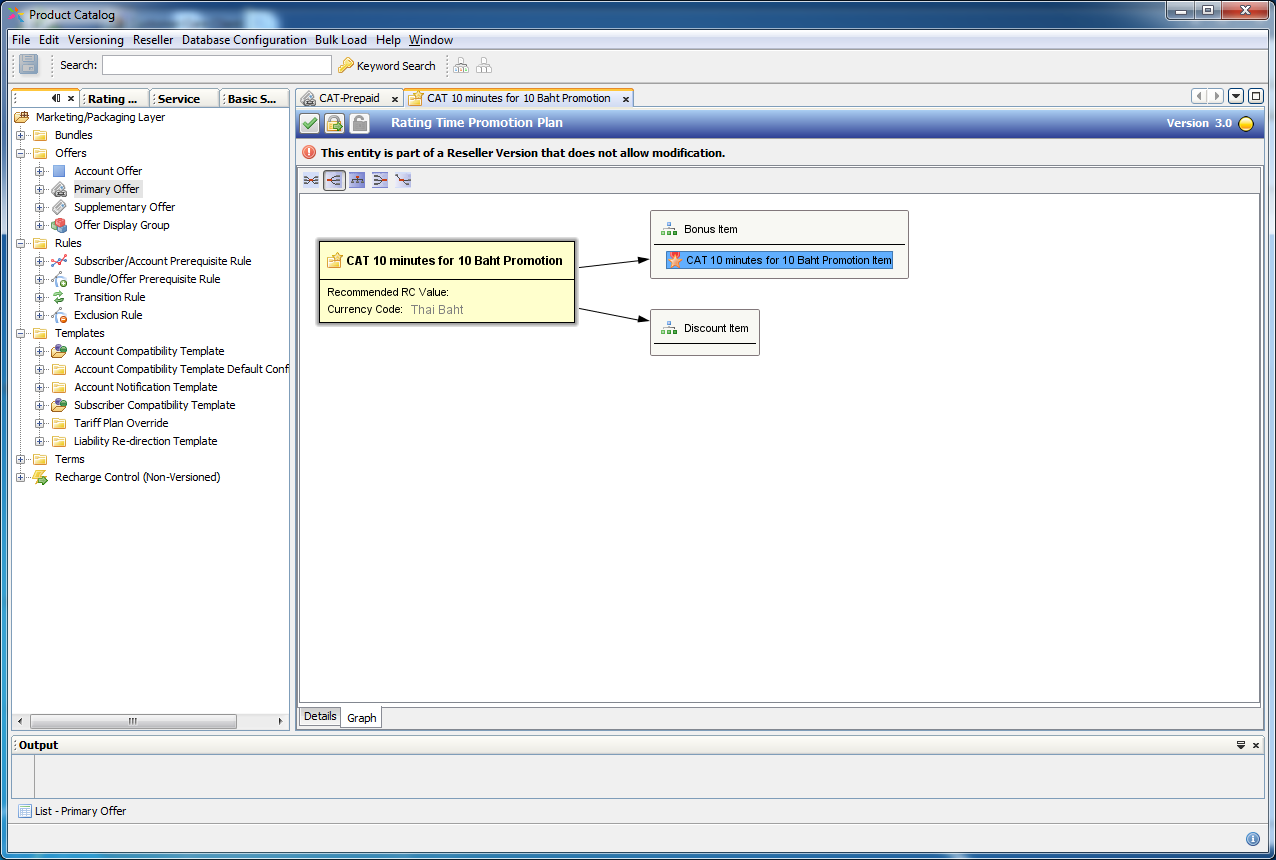 Product Catalog
File Edit Versioning Reseller Database Configuration Bulk Load Help Window
Search: Keyword Search
Rating ... Service Basic S...
Marketing/Packaging Layer
Bundles
Offers
Account Offer
Primary Offer
Supplementary Offer
Offer Display Group
Rules
Subscriber/Account Prerequisite Rule
Bundle/Offer Prerequisite Rule
Transition Rule
Exclusion Rule
Templates
Account Compatibility Template
Account Compatibility Template Default Conf
Account Notification Template
Subscriber Compatibility Template
Tariff Plan Override
Liability Re-direction Template
Terms
Recharge Control (Non-Versioned)
CAT-Prepaid CAT 10 minutes for 10 Baht Promotion
Rating Time Promotion Plan Version 3.0
This entity is part of a Reseller Version that does not allow modification.
CAT 10 minutes for 10 Baht Promotion
Recommended RC Value:
Currency Code: Thai Baht
Bonus Item
CAT 10 minutes for 10 Baht Promotion Item
Discount Item
Details Graph
Output
List - Primary Offer